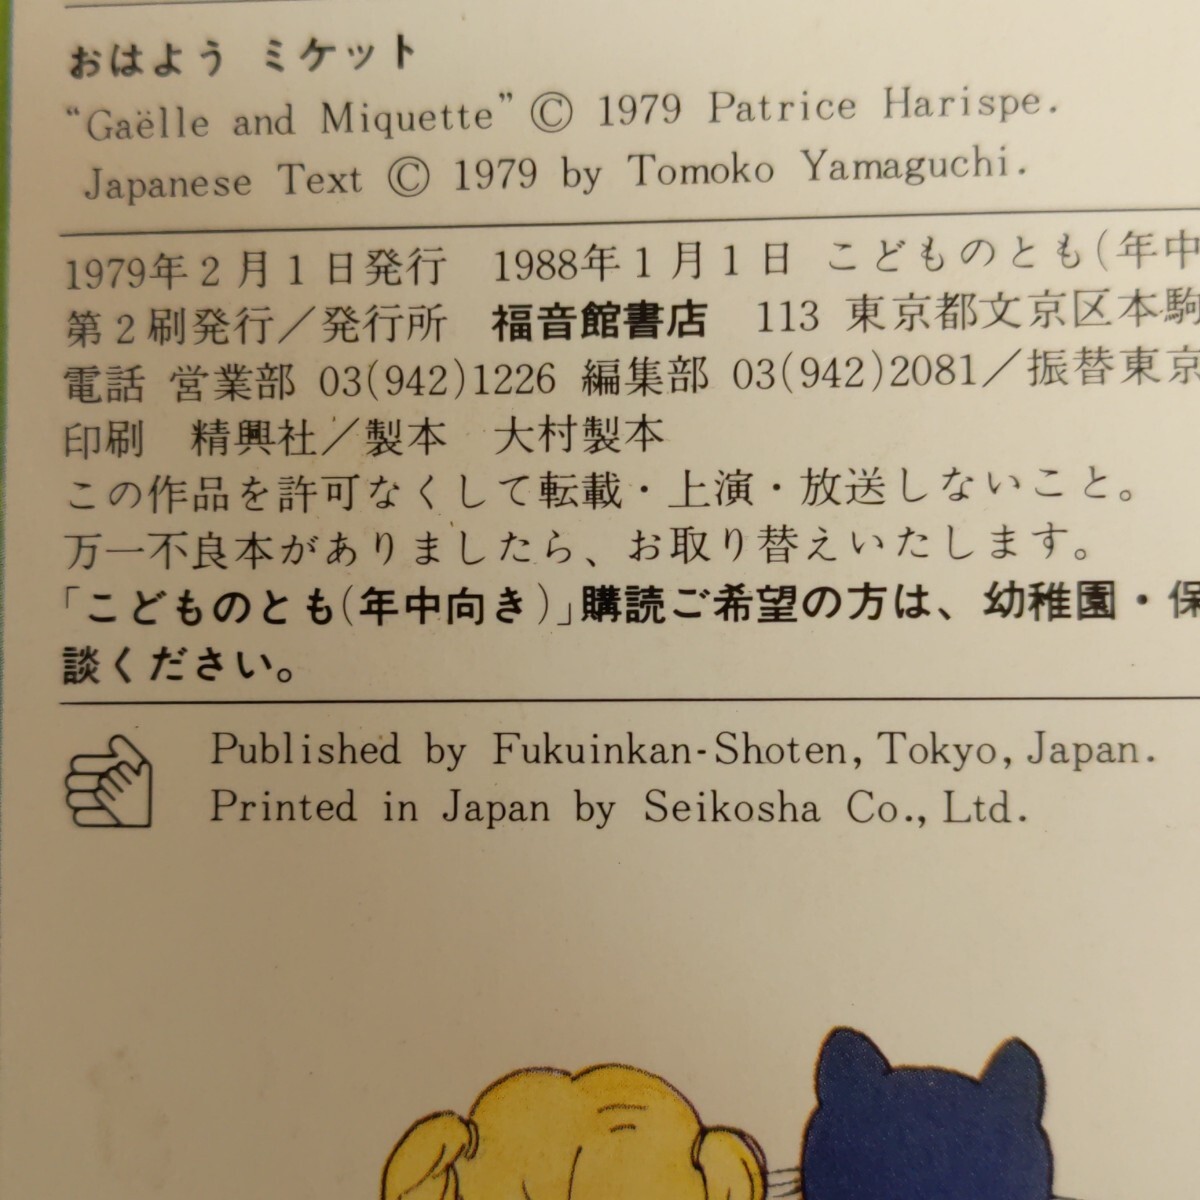 おはよう ミケット
“Gaëlle and Miquette” © 1979 Patrice Harispe.
Japanese Text © 1979 by Tomoko Yamaguchi.
1979年2月1日発行 1988年1月1日 こどものとも(年中
第2刷発行／発行所 福音館書店 113 東京都文京区本駒
電話 営業部 03(942)1226 編集部 03(942)2081／振替東京
印刷 精興社／製本 大村製本
この作品を許可なくして転載・上演・放送しないこと。
万一不良本がありましたら、お取り替えいたします。
「こどものとも(年中向き)」購読ご希望の方は、幼稚園・保
談ください。
Published by Fukuinkan-Shoten, Tokyo, Japan.
Printed in Japan by Seikosha Co., Ltd.